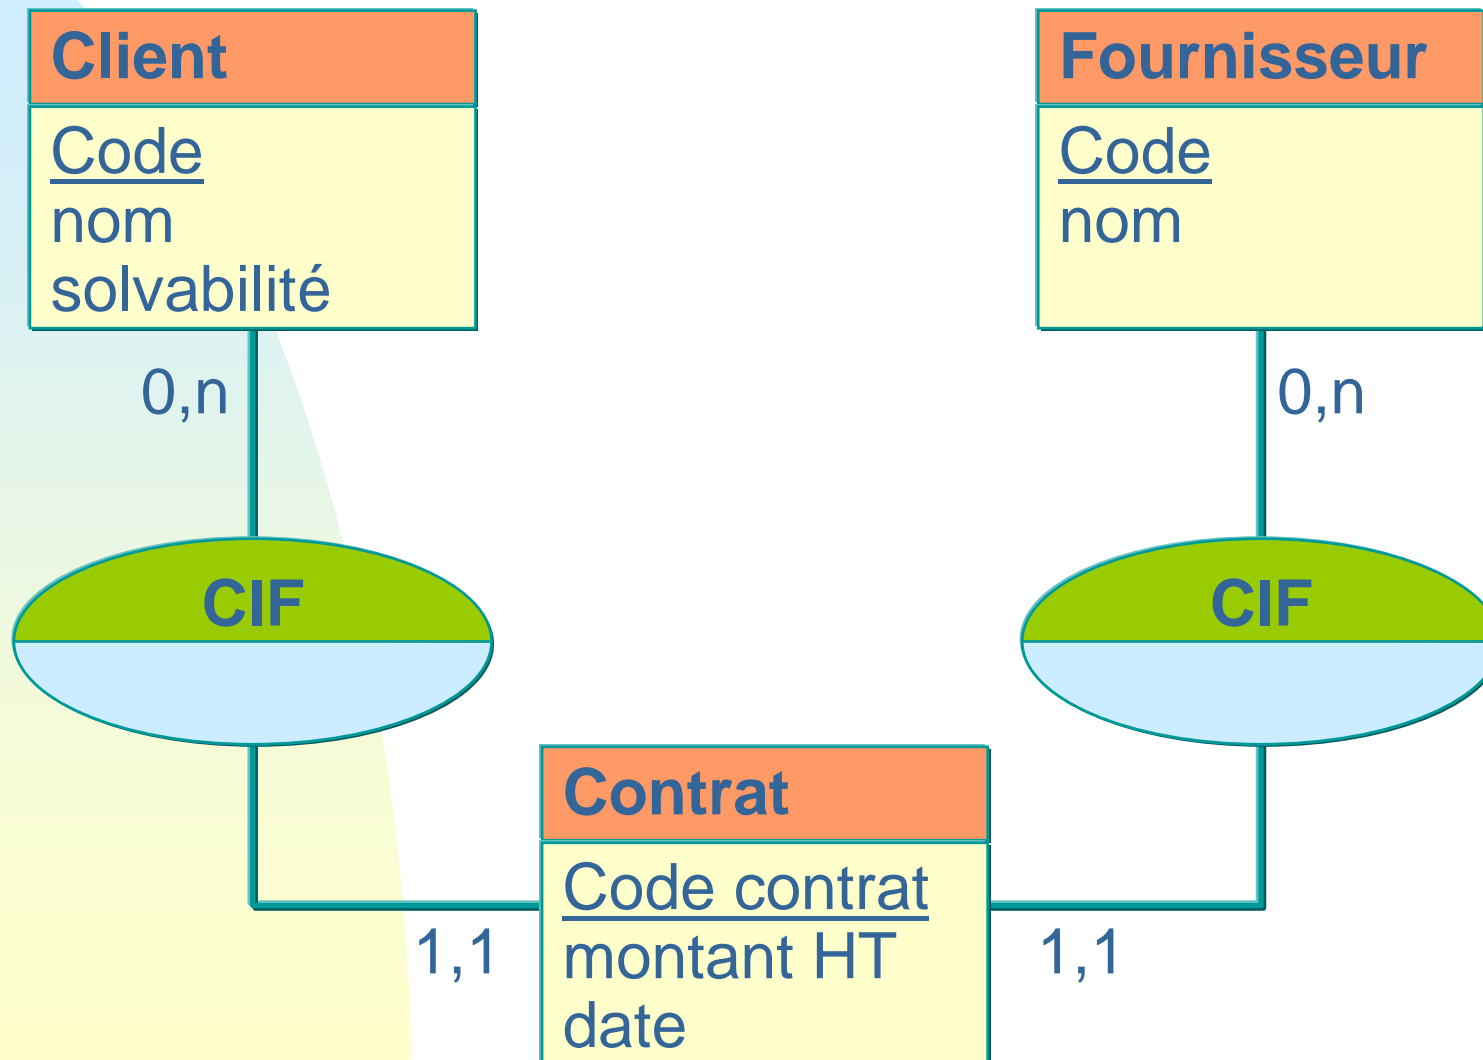 Client
Code
nom
solvabilité
Fournisseur
Code
nom
0,n
0,n
CIF
CIF
Contrat
Code contrat
montant HT
date
1,1
1,1